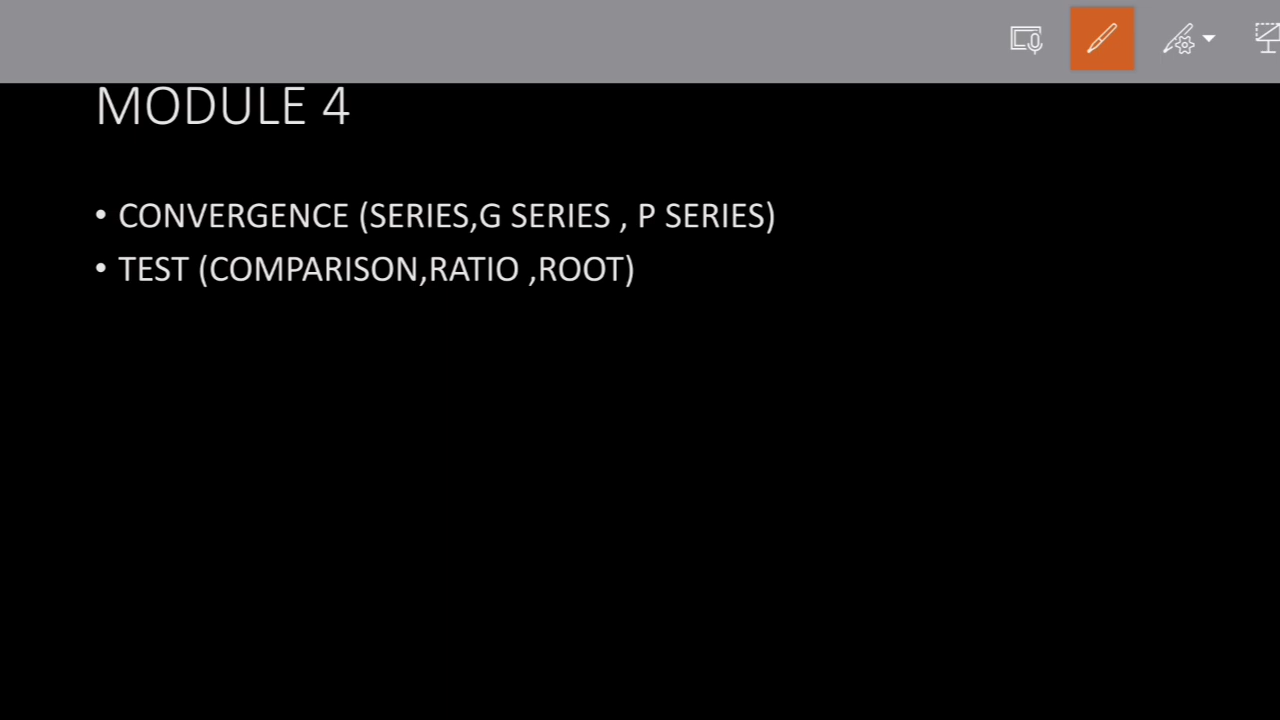 MODULE 4
• CONVERGENCE (SERIES,G SERIES , P SERIES)
• TEST (COMPARISON,RATIO ,ROOT)